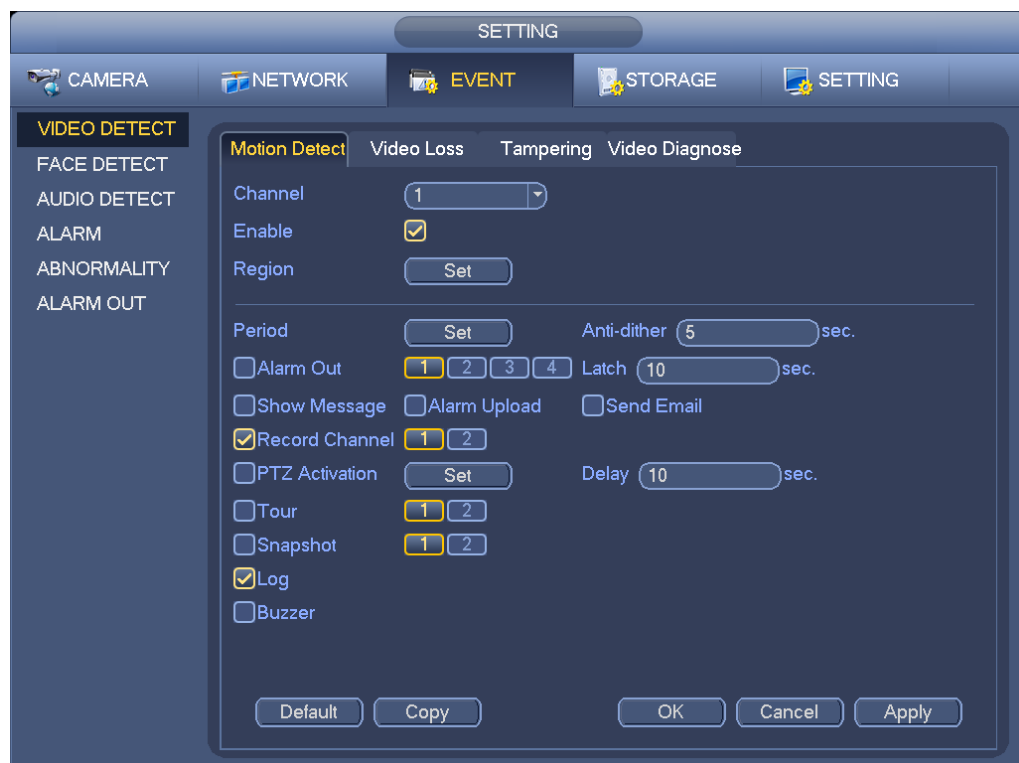 SETTING
CAMERA NETWORK EVENT STORAGE SETTING
VIDEO DETECT
FACE DETECT
AUDIO DETECT
ALARM
ABNORMALITY
ALARM OUT
Motion Detect Video Loss Tampering Video Diagnose
Channel 1
Enable
Region Set
Period Set Anti-dither 5 sec.
Alarm Out 1 2 3 4 Latch 10 sec.
Show Message Alarm Upload Send Email
Record Channel 1 2
PTZ Activation Set Delay 10 sec.
Tour 1 2
Snapshot 1 2
Log
Buzzer
Default Copy OK Cancel Apply